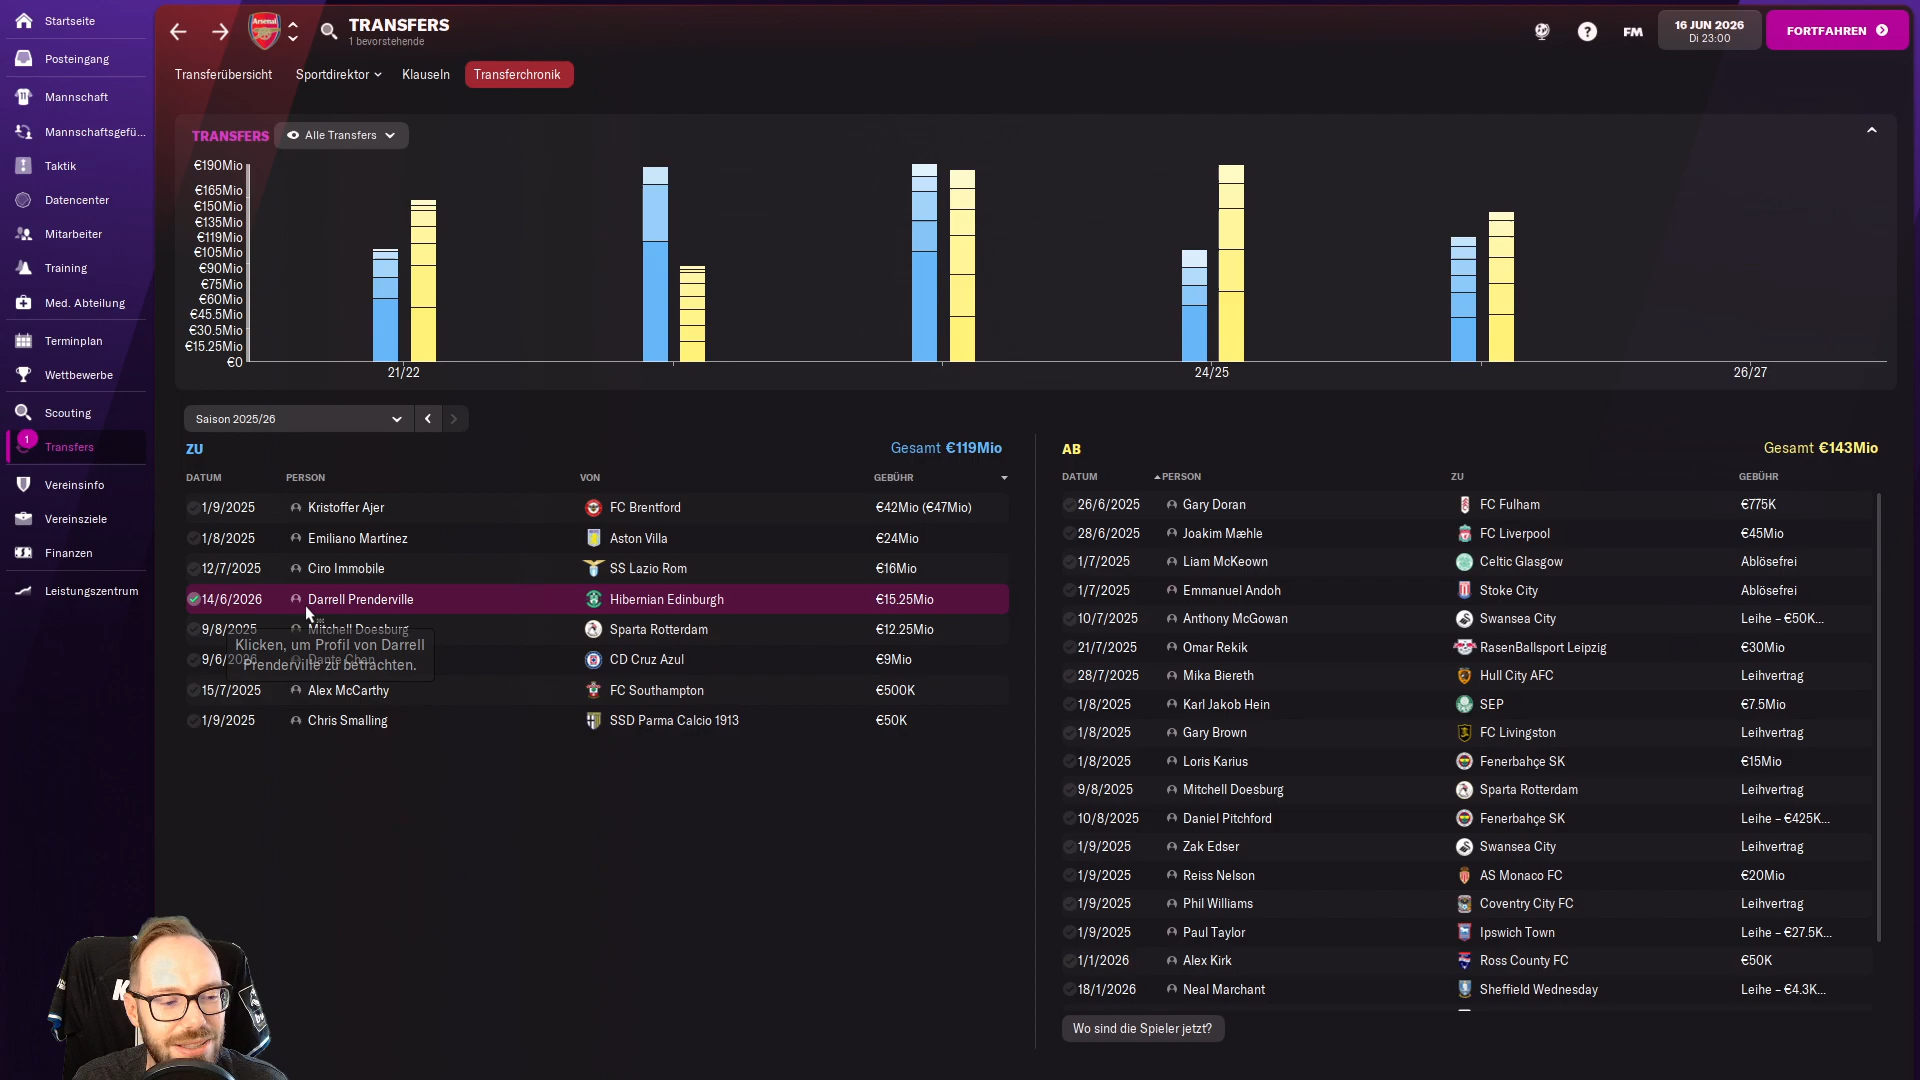 Startseite
Posteingang
Mannschaft
Mannschaftsgefü...
Taktik
Datencenter
Mitarbeiter
Training
Med. Abteilung
Terminplan
Wettbewerbe
Scouting
1
Transfers
Vereinsinfo
Vereinsziele
Finanzen
Leistungszentrum
Arsenal
TRANSFERS
1 bevorstehende
?
FM
16 JUN 2026
Di 23:00
FORTFAHREN
Transferübersicht
Sportdirektor
Klauseln
Transferchronik
TRANSFERS
Alle Transfers
€190Mio
€165Mio
€150Mio
€135Mio
€119Mio
€105Mio
€90Mio
€75Mio
€60Mio
€45.5Mio
€30.5Mio
€15.25Mio
€0
21/22
24/25
26/27
Saison 2025/26
ZU
Gesamt €119Mio
DATUM PERSON VON GEBÜHR
1/9/2025 Kristoffer Ajer FC Brentford €42Mio (€47Mio)
1/8/2025 Emiliano Martínez Aston Villa €24Mio
12/7/2025 Ciro Immobile SS Lazio Rom €16Mio
14/6/2026 Darrell Prenderville Hibernian Edinburgh €15.25Mio
9/8/2025 Mitchell Doesburg Sparta Rotterdam €12.25Mio
9/6/2026 CD Cruz Azul €9Mio
Klicken, um Profil von Darrell
Prenderville zu betrachten.
15/7/2025 Alex McCarthy FC Southampton €500K
1/9/2025 Chris Smalling SSD Parma Calcio 1913 €50K
AB
Gesamt €143Mio
DATUM PERSON ZU GEBÜHR
26/6/2025 Gary Doran FC Fulham €775K
28/6/2025 Joakim Mæhle FC Liverpool €45Mio
1/7/2025 Liam McKeown Celtic Glasgow Ablösefrei
1/7/2025 Emmanuel Andoh Stoke City Ablösefrei
10/7/2025 Anthony McGowan Swansea City Leihe – €50K...
21/7/2025 Omar Rekik RasenBallsport Leipzig €30Mio
28/7/2025 Mika Biereth Hull City AFC Leihvertrag
1/8/2025 Karl Jakob Hein SEP €7.5Mio
1/8/2025 Gary Brown FC Livingston Leihvertrag
1/8/2025 Loris Karius Fenerbahçe SK €15Mio
9/8/2025 Mitchell Doesburg Sparta Rotterdam Leihvertrag
10/8/2025 Daniel Pitchford Fenerbahçe SK Leihe – €425K...
1/9/2025 Zak Edser Swansea City Leihvertrag
1/9/2025 Reiss Nelson AS Monaco FC €20Mio
1/9/2025 Phil Williams Coventry City FC Leihvertrag
1/9/2025 Paul Taylor Ipswich Town Leihe – €27.5K...
1/1/2026 Alex Kirk Ross County FC €50K
18/1/2026 Neal Marchant Sheffield Wednesday Leihe – €4.3K...
Wo sind die Spieler jetzt?